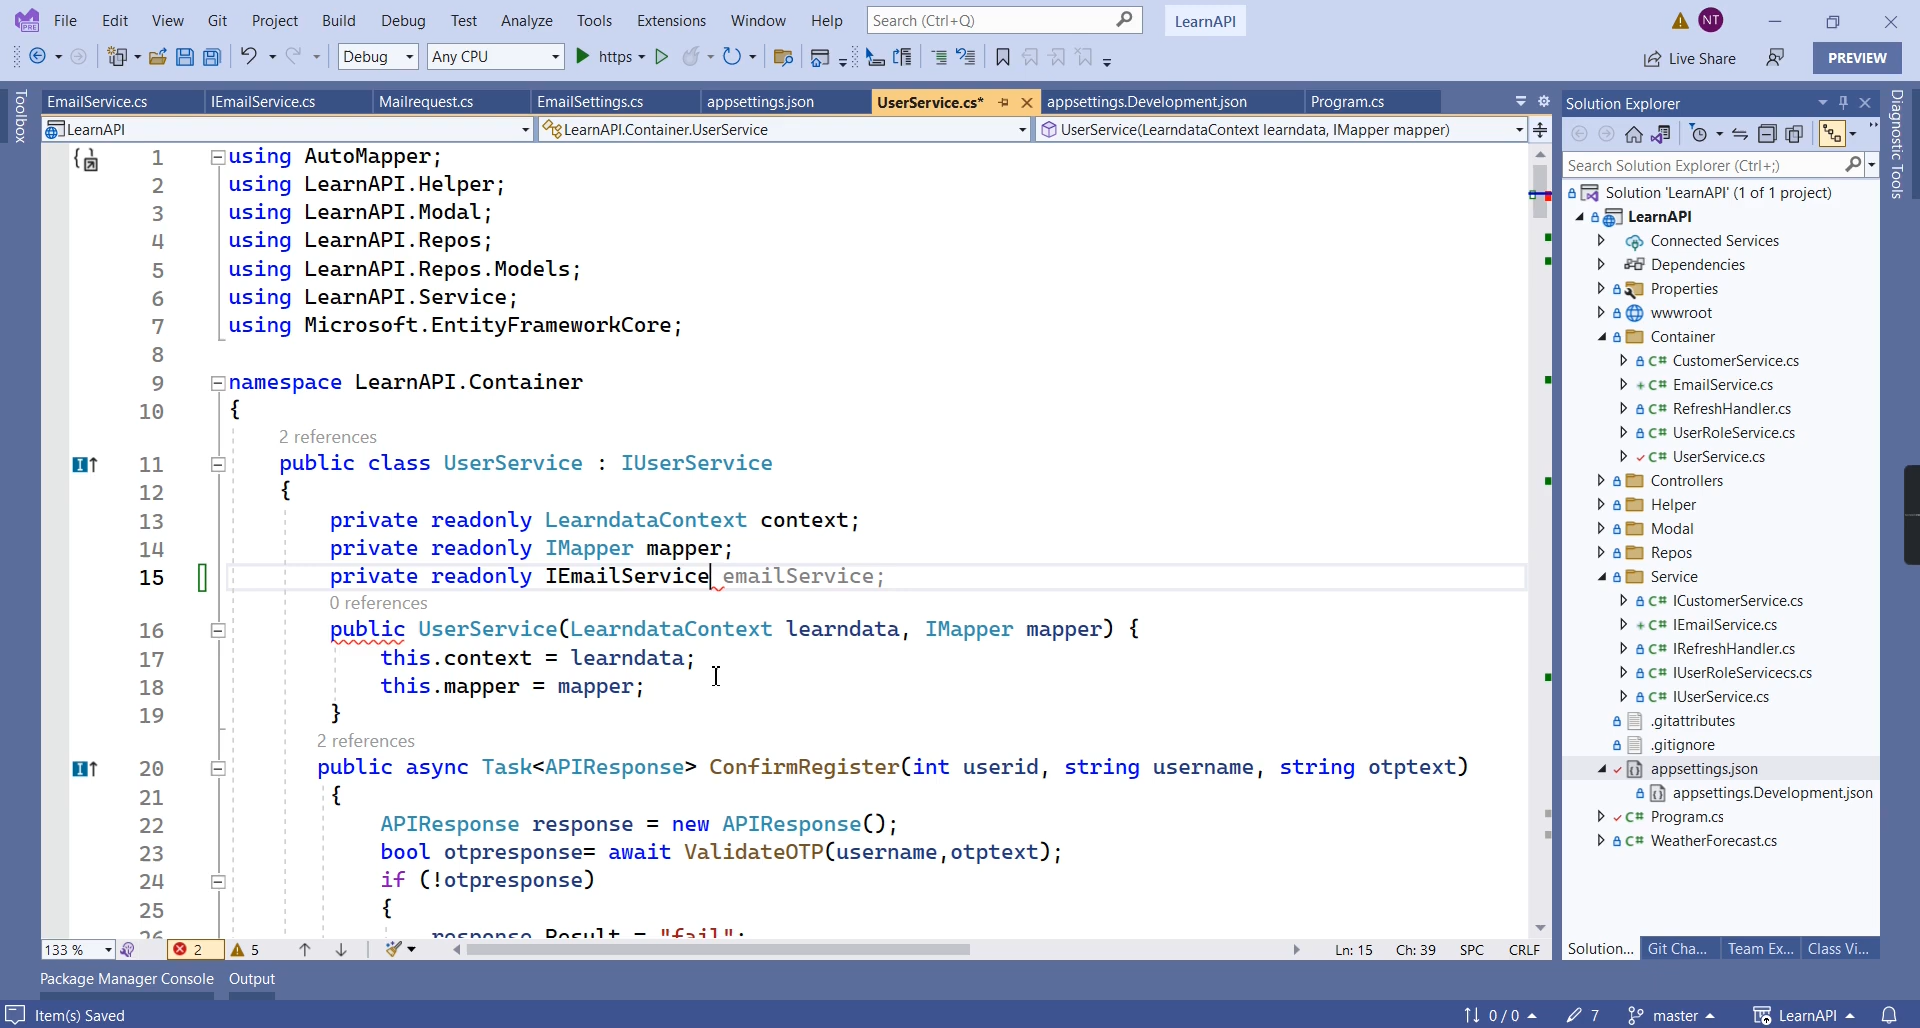 File Edit View Git Project Build Debug Test Analyze Tools Extensions Window Help Search (Ctrl+Q) LearnAPI NT
Debug Any CPU https Live Share PREVIEW
Toolbox
EmailService.cs IEmailService.cs Mailrequest.cs EmailSettings.cs appsettings.json UserService.cs* appsettings.Development.json Program.cs
LearnAPI LearnAPI.Container.UserService UserService(LearndataContext learndata, IMapper mapper)
1 using AutoMapper;
2 using LearnAPI.Helper;
3 using LearnAPI.Modal;
4 using LearnAPI.Repos;
5 using LearnAPI.Repos.Models;
6 using LearnAPI.Service;
7 using Microsoft.EntityFrameworkCore;
8
9 namespace LearnAPI.Container
10 {
2 references
11 public class UserService : IUserService
12 {
13 private readonly LearndataContext context;
14 private readonly IMapper mapper;
15 private readonly IEmailService emailService;
0 references
16 public UserService(LearndataContext learndata, IMapper mapper) {
17 this.context = learndata;
18 this.mapper = mapper;
19 }
2 references
20 public async Task<APIResponse> ConfirmRegister(int userid, string username, string otptext)
21 {
22 APIResponse response = new APIResponse();
23 bool otpresponse= await ValidateOTP(username,otptext);
24 if (!otpresponse)
25 {
26 response.Result = "fail";
133 % 2 5 Ln: 15 Ch: 39 SPC CRLF
Solution Explorer
Search Solution Explorer (Ctrl+;)
Solution 'LearnAPI' (1 of 1 project)
LearnAPI
Connected Services
Dependencies
Properties
wwwroot
Container
C# CustomerService.cs
C# EmailService.cs
C# RefreshHandler.cs
C# UserRoleService.cs
C# UserService.cs
Controllers
Helper
Modal
Repos
Service
C# ICustomerService.cs
C# IEmailService.cs
C# IRefreshHandler.cs
C# IUserRoleServicecs.cs
C# IUserService.cs
.gitattributes
.gitignore
appsettings.json
appsettings.Development.json
C# Program.cs
C# WeatherForecast.cs
Solution... Git Cha... Team Ex... Class Vi...
Diagnostic Tools
Package Manager Console Output
Item(s) Saved 0 / 0 7 master LearnAPI